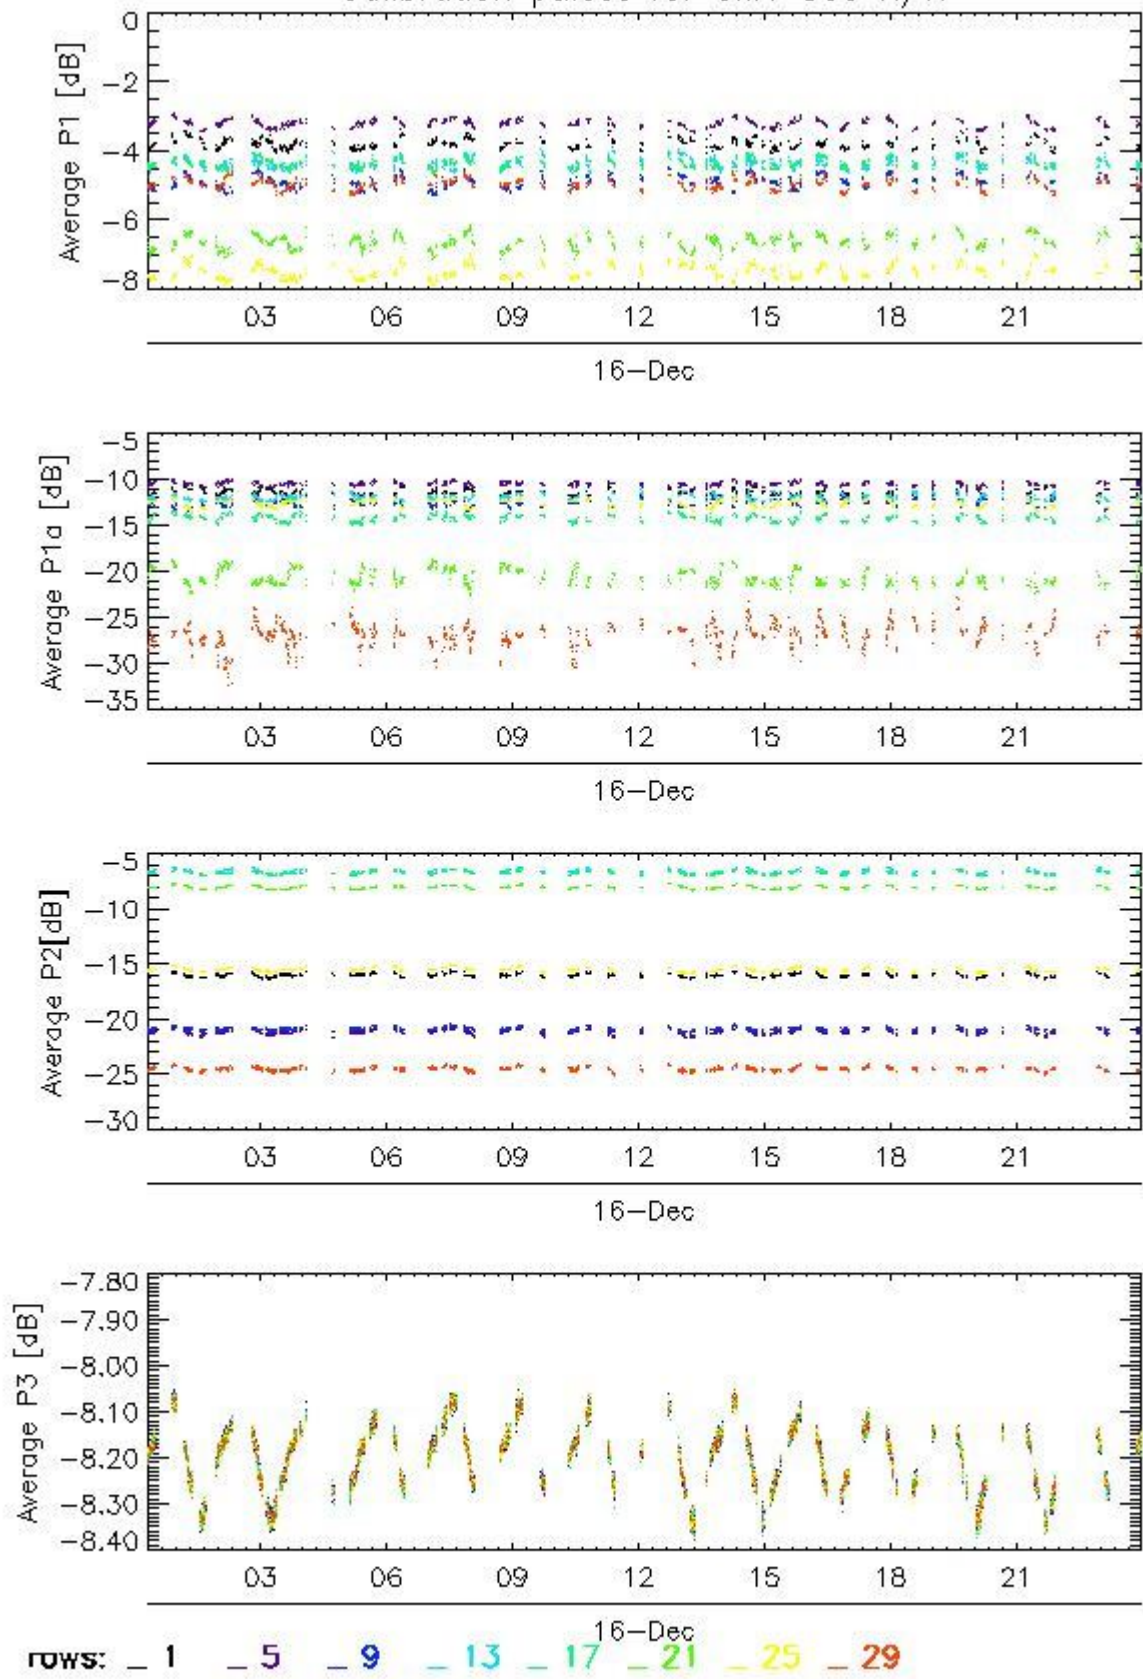 0
−2
−4
−6
−8
Average P1 [dB]
03 06 09 12 15 18 21
16−Dec
−5
−10
−15
−20
−25
−30
−35
Average P1a [dB]
03 06 09 12 15 18 21
16−Dec
−5
−10
−15
−20
−25
−30
Average P2[dB]
03 06 09 12 15 18 21
16−Dec
−7.80
−7.90
−8.00
−8.10
−8.20
−8.30
−8.40
Average P3 [dB]
03 06 09 12 15 18 21
16−Dec
rows: _ 1 _ 5 _ 9 _ 13 _ 17 _ 21 _ 25 _ 29